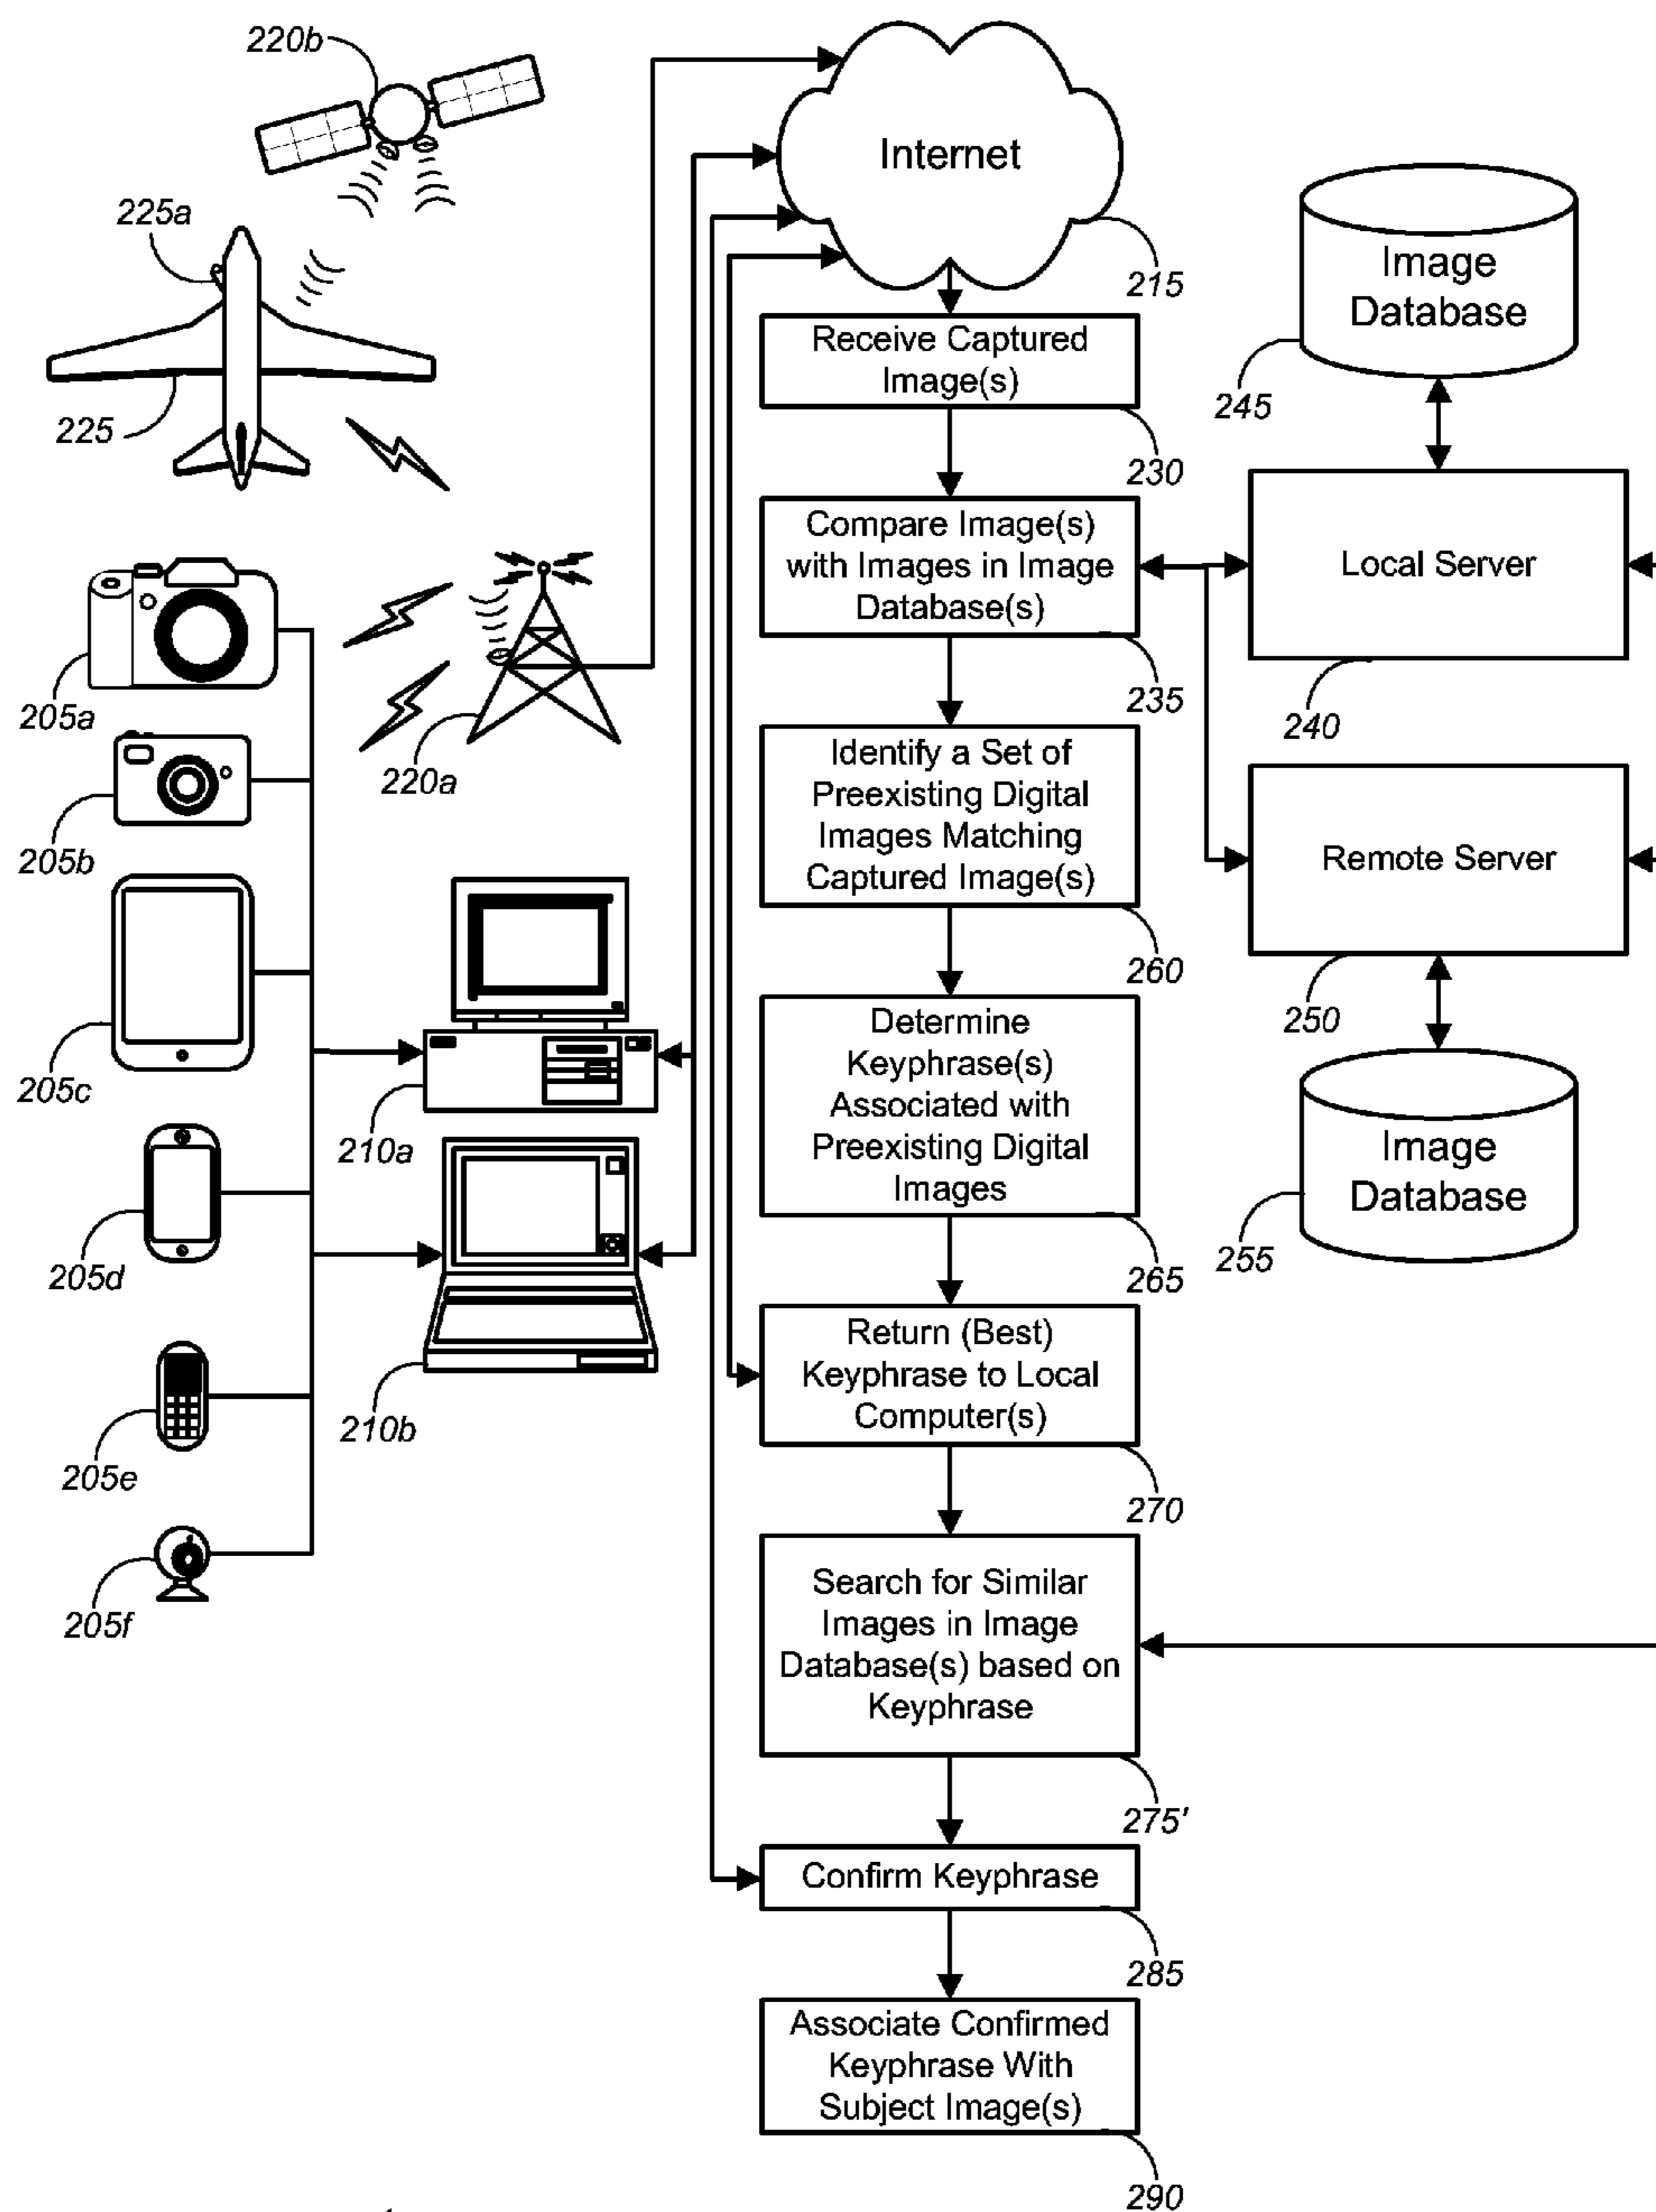 220b
225a
225
205a
220a
205b
205c
210a
205d
210b
205e
205f
Internet
215
Receive Captured
Image(s)
230
Compare Image(s)
with Images in Image
Database(s)
235
Identify a Set of
Preexisting Digital
Images Matching
Captured Image(s)
260
Determine
Keyphrase(s)
Associated with
Preexisting Digital
Images
265
Return (Best)
Keyphrase to Local
Computer(s)
270
Search for Similar
Images in Image
Database(s) based on
Keyphrase
275'
Confirm Keyphrase
285
Associate Confirmed
Keyphrase With
Subject Image(s)
290
Image
Database
245
Local Server
240
Remote Server
250
Image
Database
255